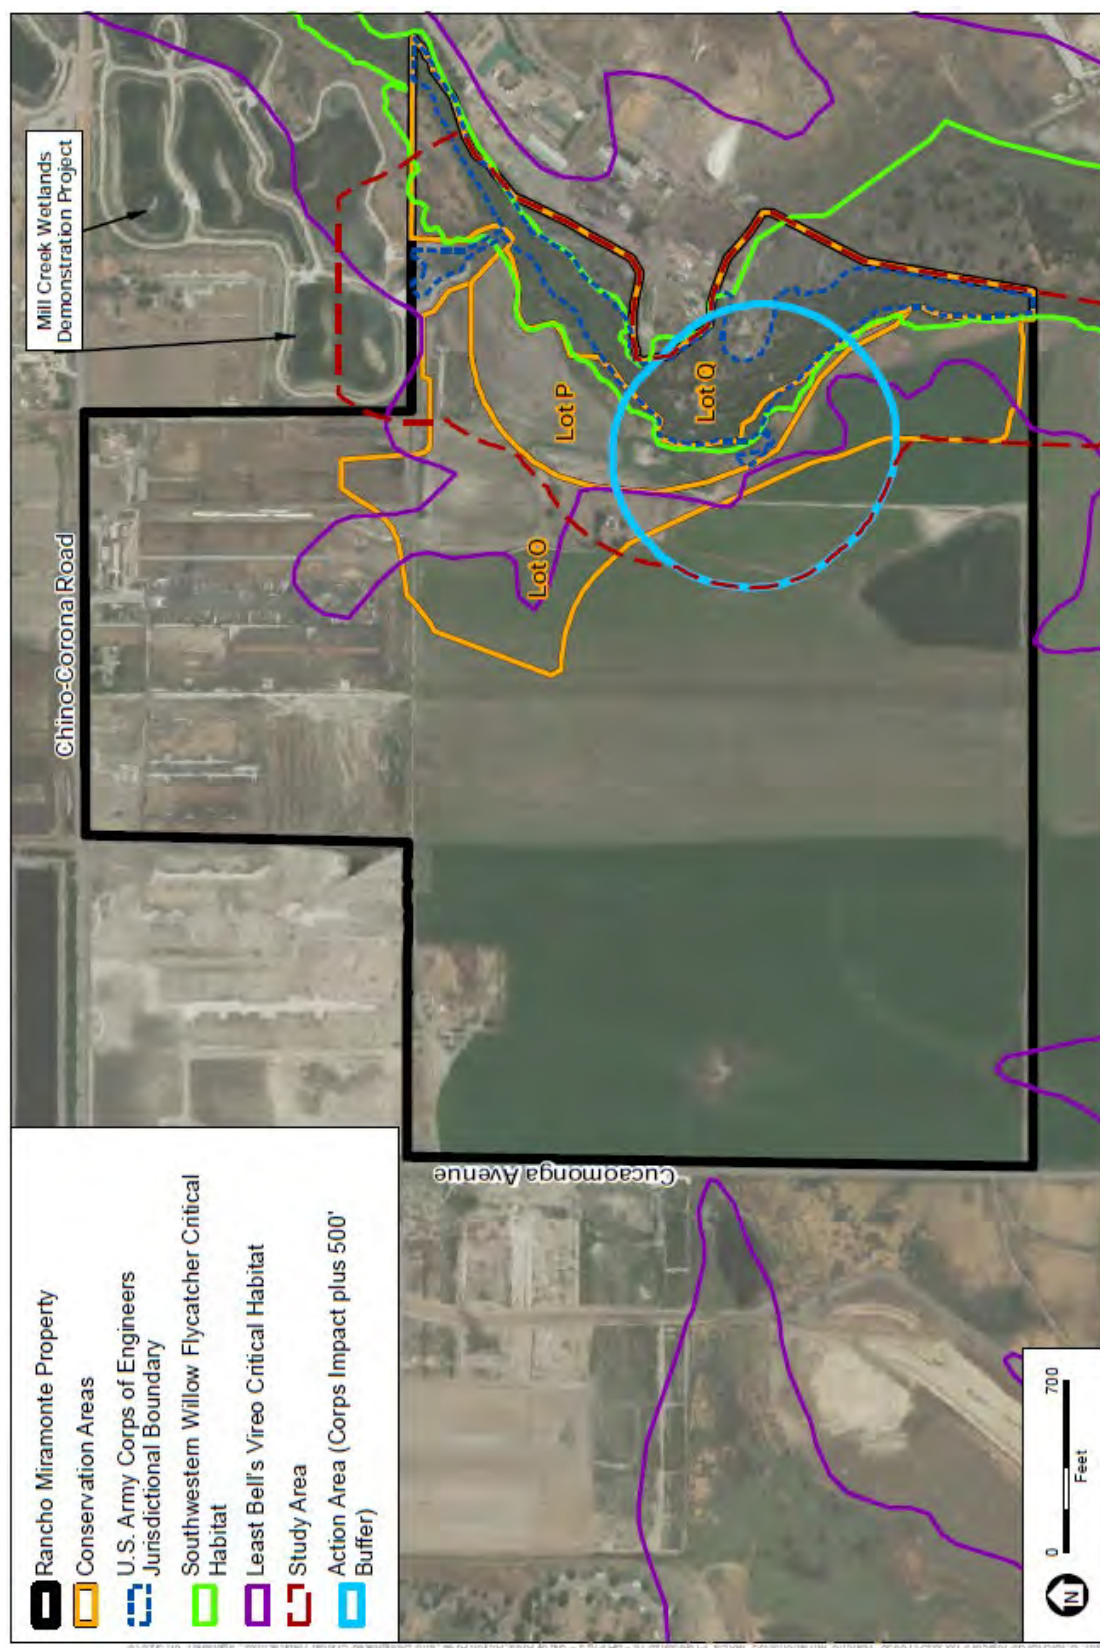 Mill Creek Wetlands
Demonstration Project
Chino-Corona Road
Lot P
Lot Q
Lot O
Cucaomonga Avenue
Rancho Miramonte Property
Conservation Areas
U.S. Army Corps of Engineers
Jurisdictional Boundary
Southwestern Willow Flycatcher Critical
Habitat
Least Bell's Vireo Critical Habitat
Study Area
Action Area (Corps Impact plus 500'
Buffer)
N
0
700
Feet